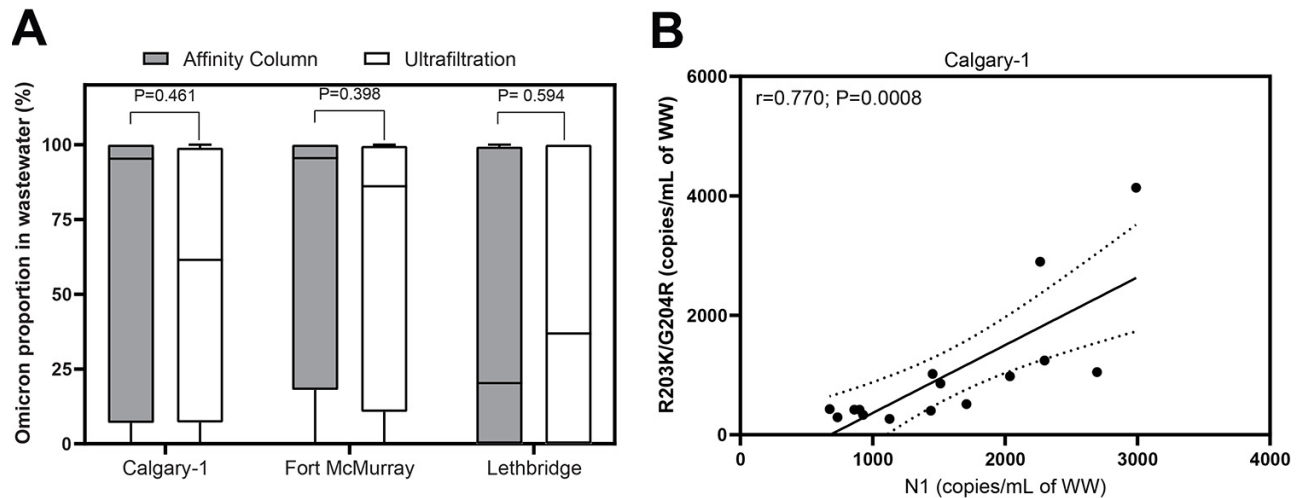 A
Affinity Column
Ultrafiltration
Omicron proportion in wastewater (%)
P=0.461
P=0.398
P= 0.594
100
75
50
25
0
Calgary-1
Fort McMurray
Lethbridge
B
Calgary-1
r=0.770; P=0.0008
R203K/G204R (copies/mL of WW)
6000
4000
2000
0
0
1000
2000
3000
4000
N1 (copies/mL of WW)